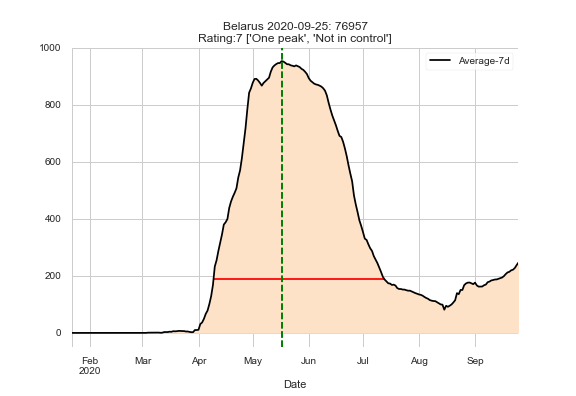 Belarus 2020-09-25: 76957
Rating:7 ['One peak', 'Not in control']
Average-7d
1000
800
600
400
200
0
Feb
2020
Mar
Apr
May
Jun
Jul
Aug
Sep
Date